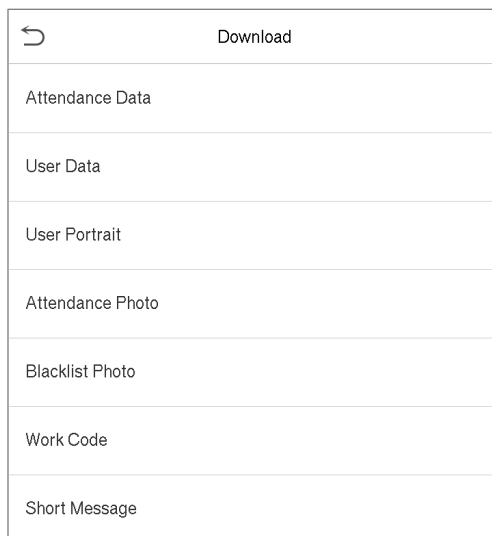 Download
Attendance Data
User Data
User Portrait
Attendance Photo
Blacklist Photo
Work Code
Short Message